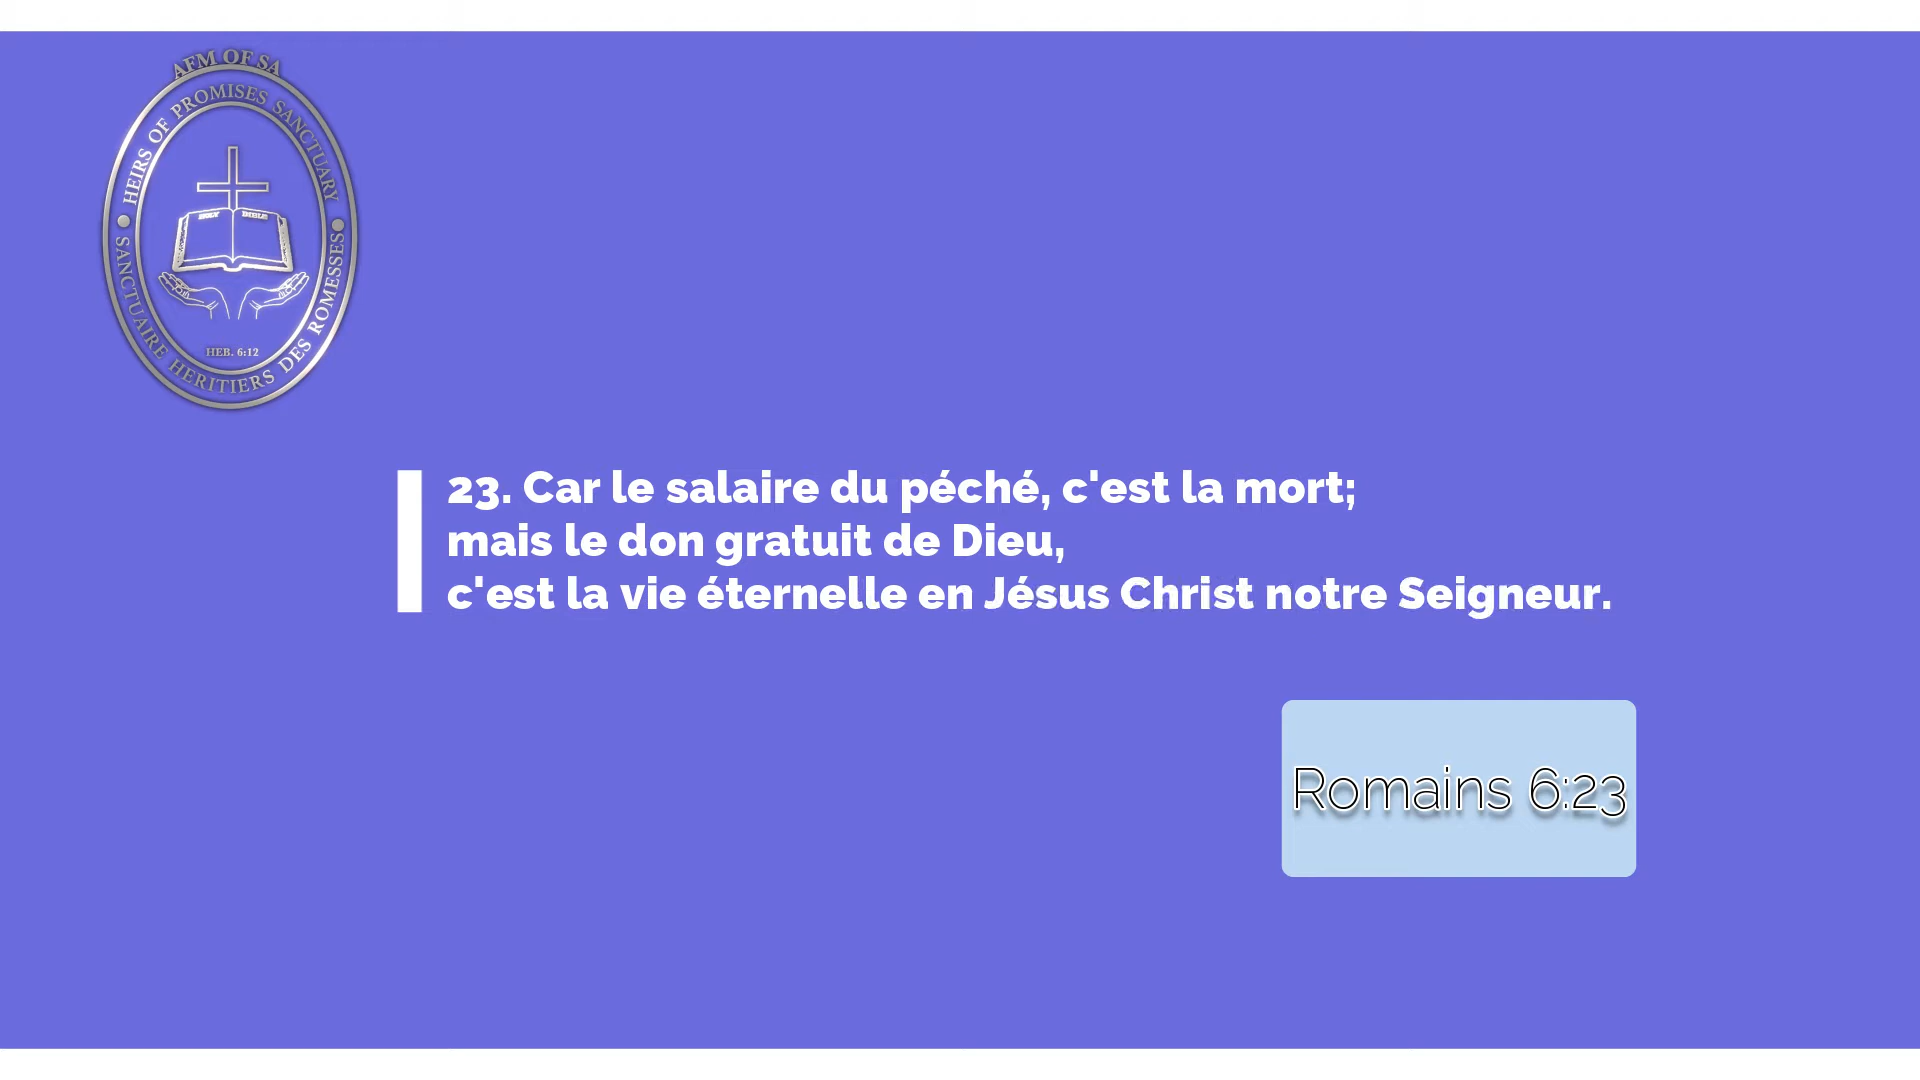 AFM OF SA
HEIRS OF PROMISES SANCTUARY
HOLY BIBLE
HEB. 6:12
SANCTUAIRE HERITIERS DES ROMESSES
23. Car le salaire du péché, c'est la mort;
mais le don gratuit de Dieu,
c'est la vie éternelle en Jésus Christ notre Seigneur.
Romains 6:23